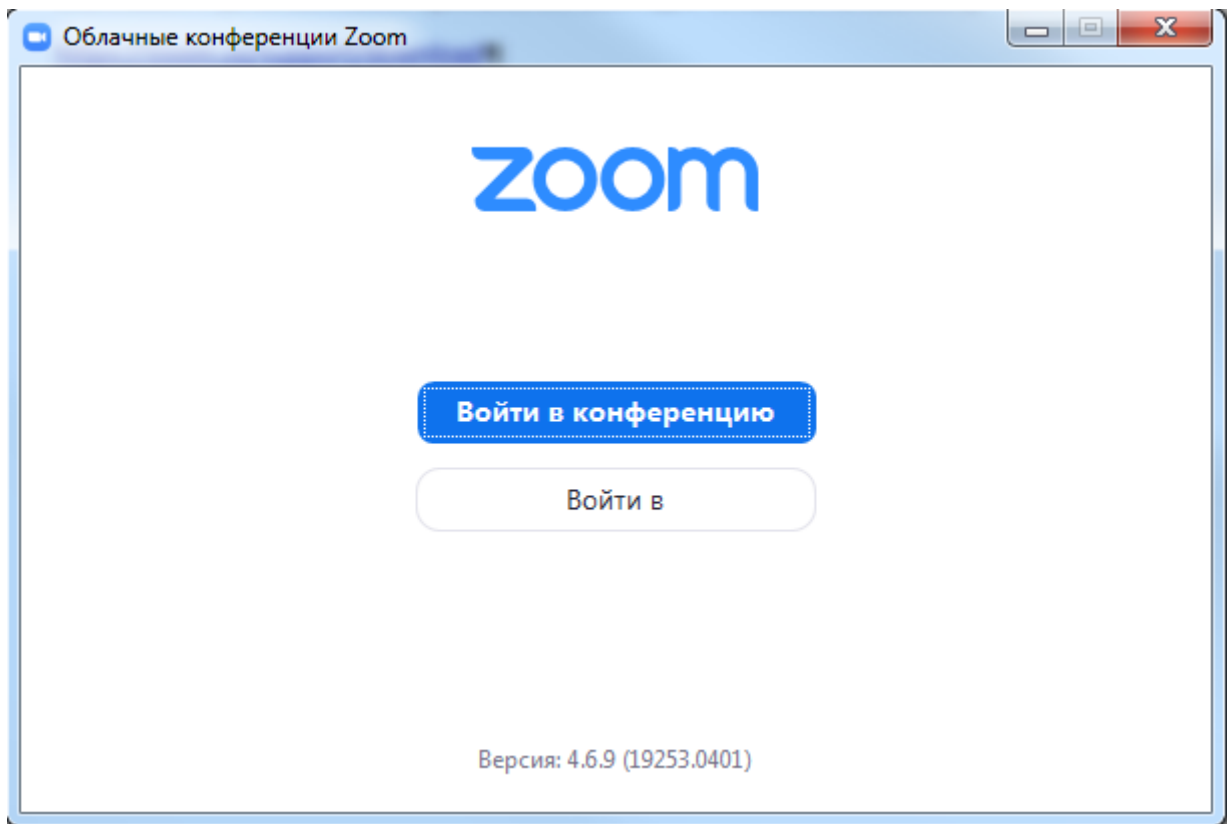 Облачные конференции Zoom
zoom
Войти в конференцию
Войти в
Версия: 4.6.9 (19253.0401)